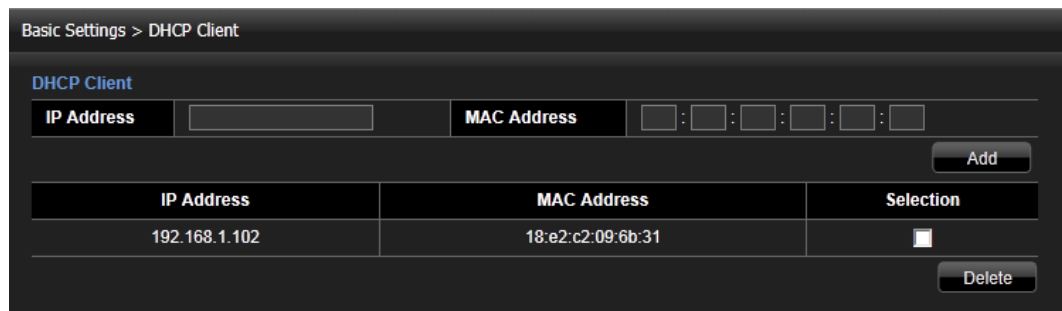 Basic Settings > DHCP Client
DHCP Client
IP Address MAC Address : : : : :
Add
IP Address MAC Address Selection
192.168.1.102 18:e2:c2:09:6b:31
Delete